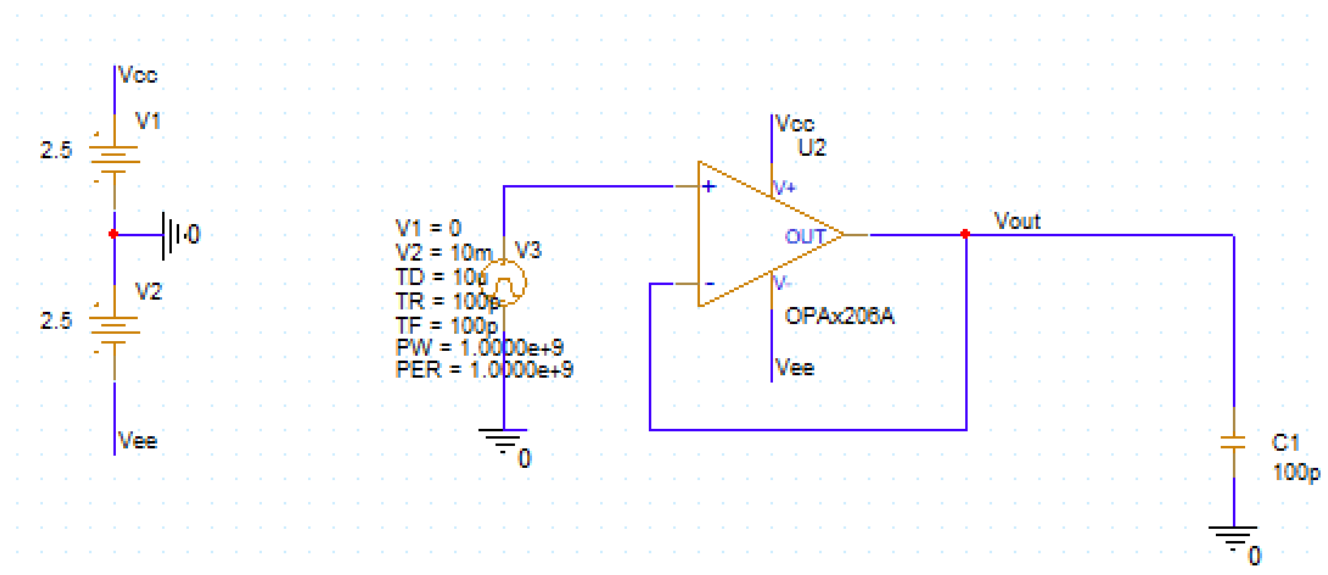 Vcc
V1
2.5
0
V2
2.5
Vee
V1 = 0
V2 = 10m
V3
TD = 10u
TR = 100p
TF = 100p
PW = 1.0000e+9
PER = 1.0000e+9
0
Vcc
U2
+
V+
OUT
-
V-
OPAx206A
Vee
Vout
C1
100p
0